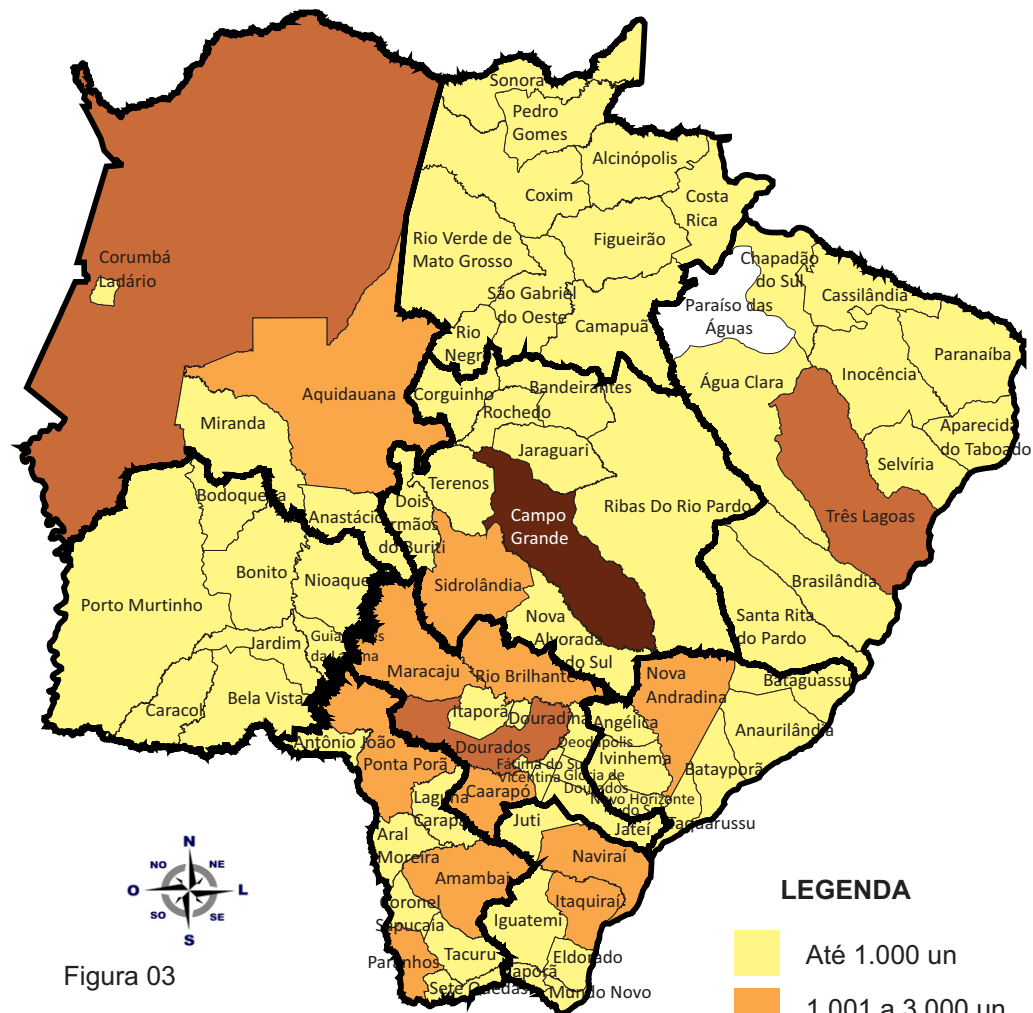 Sonora
Pedro
Gomes
Alcinópolis
Coxim
Costa
Rica
Figueirão
Rio Verde de
Mato Grosso
Corumbá
Ladário
São Gabriel
do Oeste
Camapuã
Rio
Negro
Chapadão
do Sul
Paraíso das
Águas
Cassilândia
Paranaíba
Inocência
Água Clara
Aparecida
do Taboado
Selvíria
Três Lagoas
Aquidauana
Miranda
Corguinho
Bandeirantes
Rochedo
Jaraguari
Terenos
Campo
Grande
Ribas Do Rio Pardo
Bodoquena
Anastácio
Dois
Irmãos
do Buriti
Sidrolândia
Bonito
Nioaque
Porto Murtinho
Jardim
Guia Lopes
da Laguna
Nova
Alvorada
do Sul
Brasilândia
Santa Rita
do Pardo
Maracaju
Rio Brilhante
Nova
Andradina
Bataguassu
Caracol
Bela Vista
Itaporã
Douradina
Angélica
Anaurilândia
Antônio João
Dourados
Deodápolis
Ivinhema
Ponta Porã
Fátima do Sul
Vicentina
Glória de
Dourados
Batayporã
Caarapó
Novo Horizonte
do Sul
Laguna
Carapã
Juti
Jateí
Taquarussu
Aral
Moreira
Naviraí
Amambai
Coronel
Sapucaia
Itaquiraí
Iguatemi
Paranhos
Tacuru
Eldorado
Japorã
Sete Quedas
Mundo Novo
N
NO
NE
O
L
SO
SE
S
Figura 03
LEGENDA
Até 1.000 un
1.001 a 3.000 un